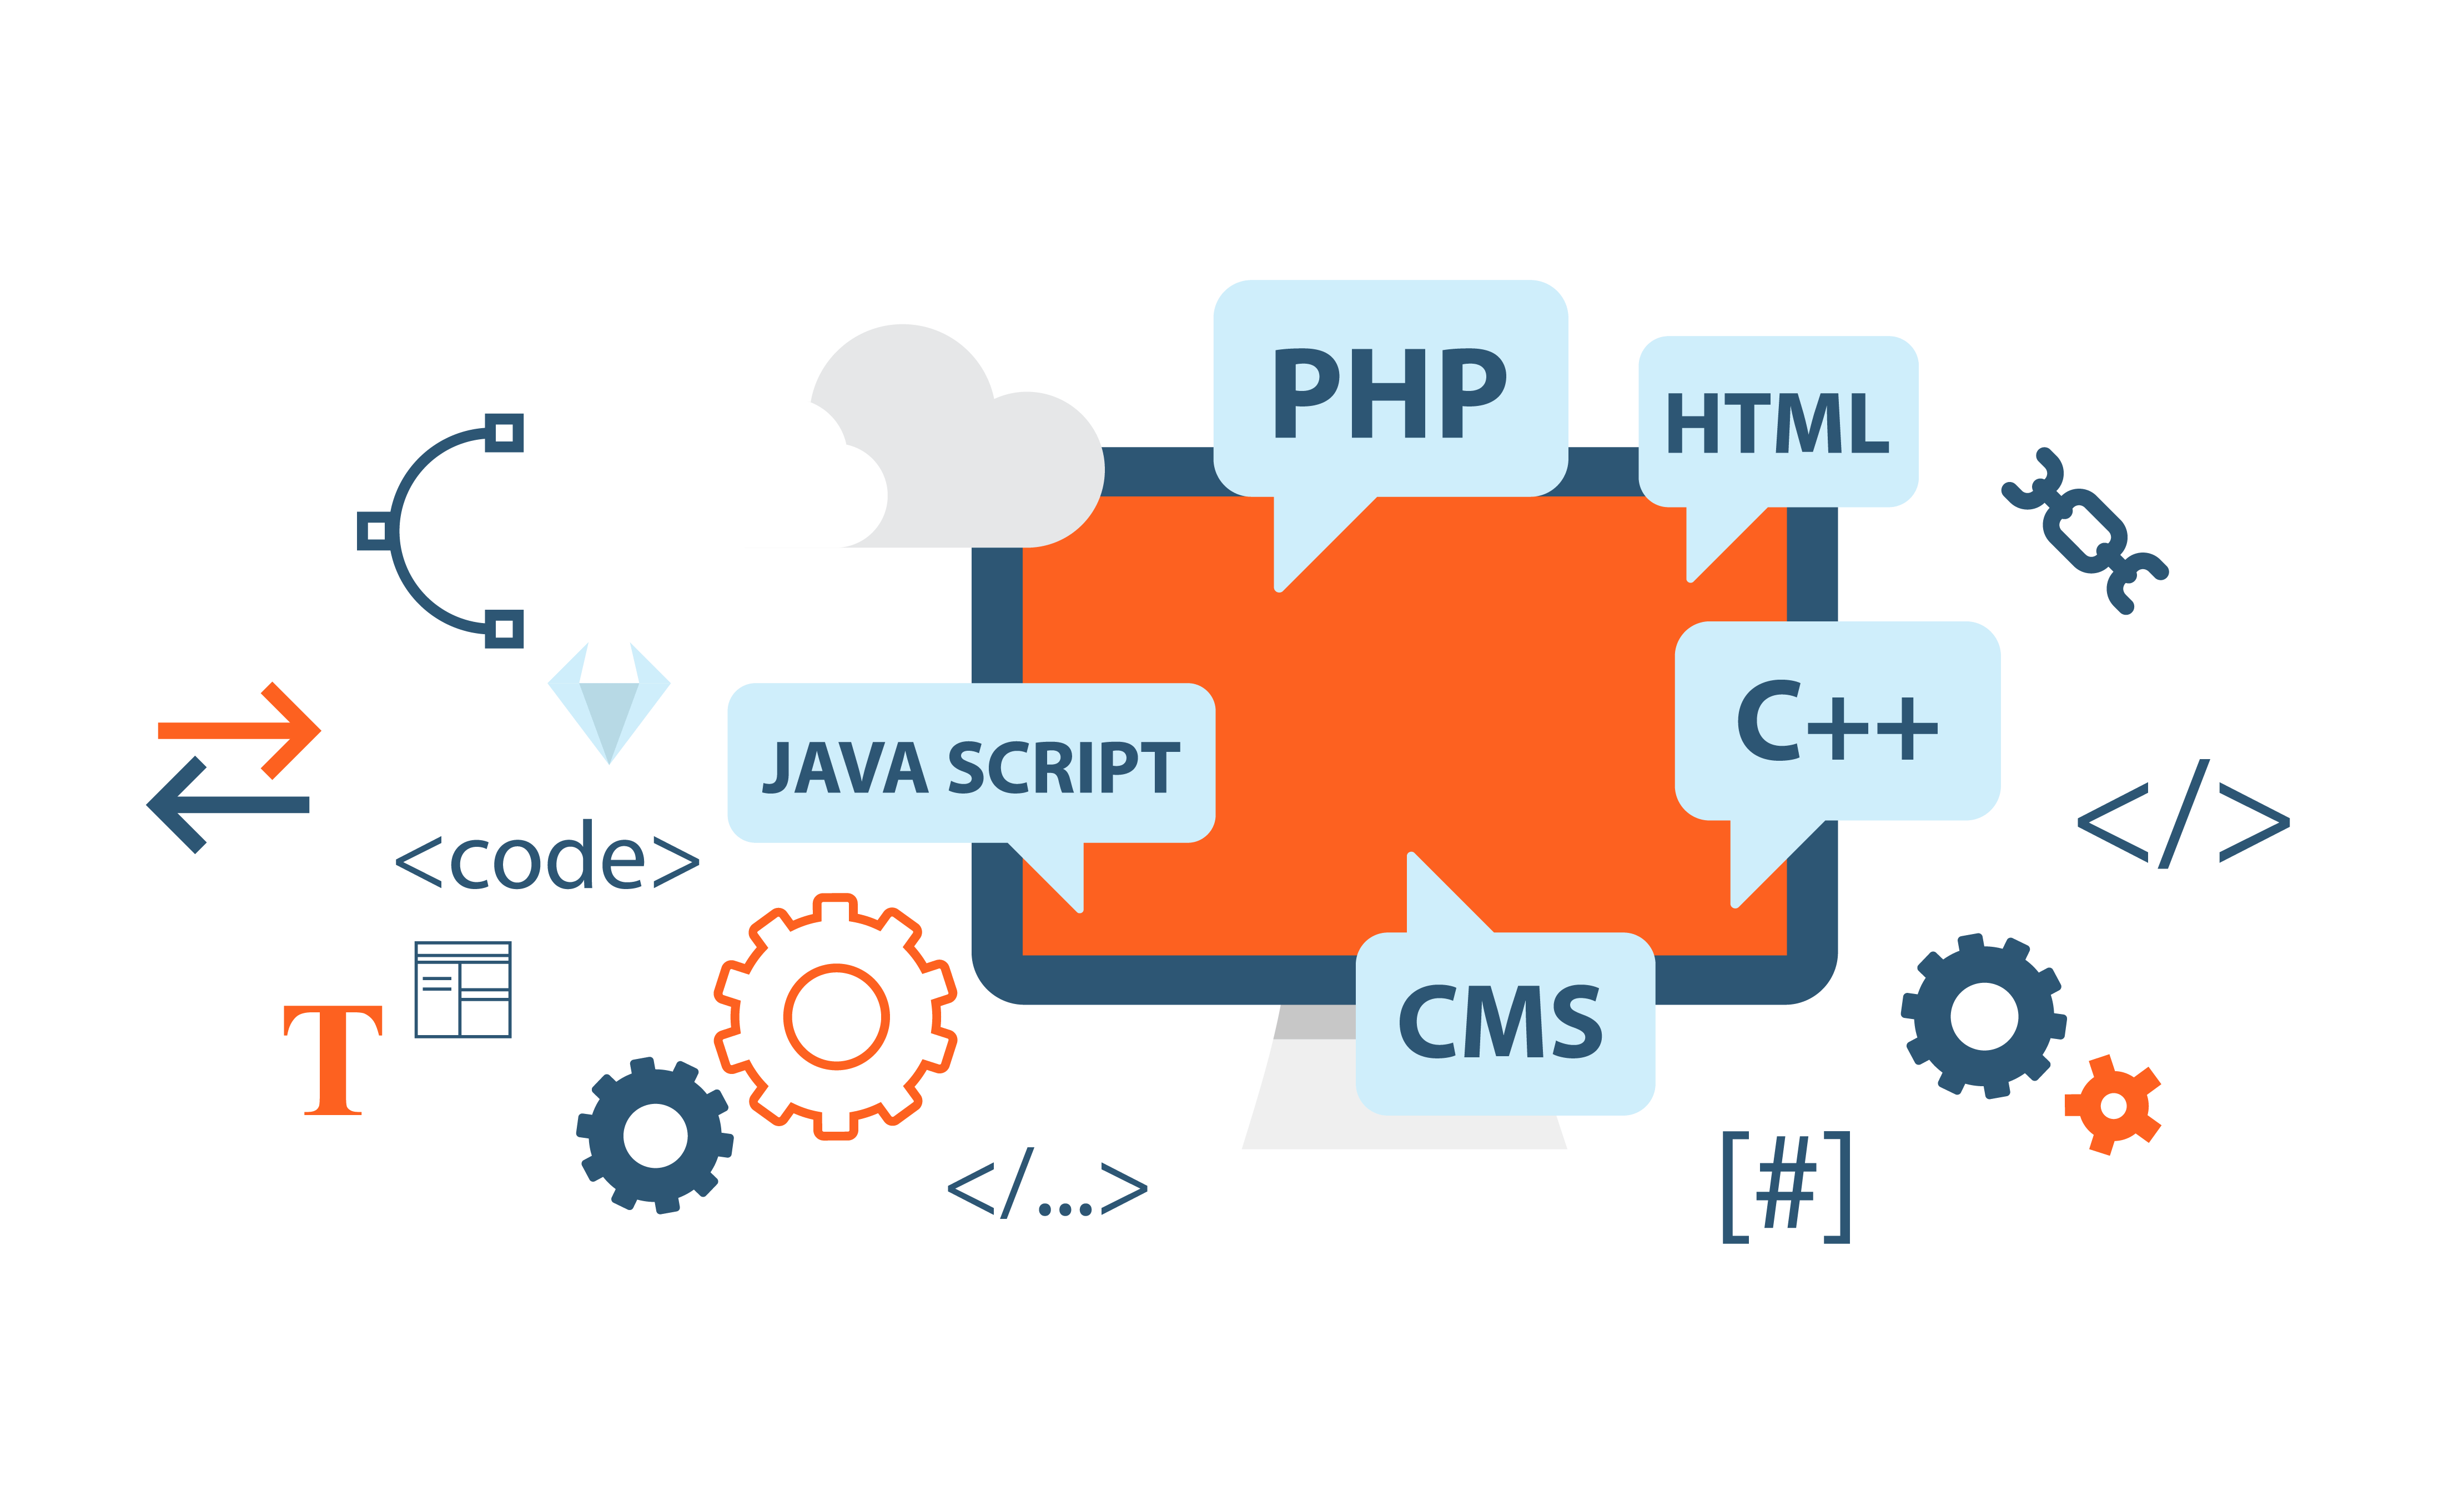 PHP
HTML
JAVA SCRIPT
C++
<code>
</>
CMS
T
</...>
[#]